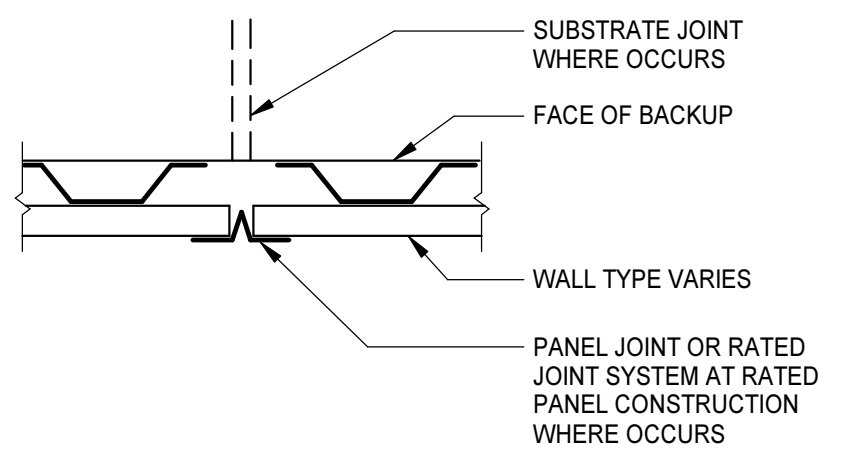 SUBSTRATE JOINT
WHERE OCCURS
FACE OF BACKUP
WALL TYPE VARIES
PANEL JOINT OR RATED
JOINT SYSTEM AT RATED
PANEL CONSTRUCTION
WHERE OCCURS